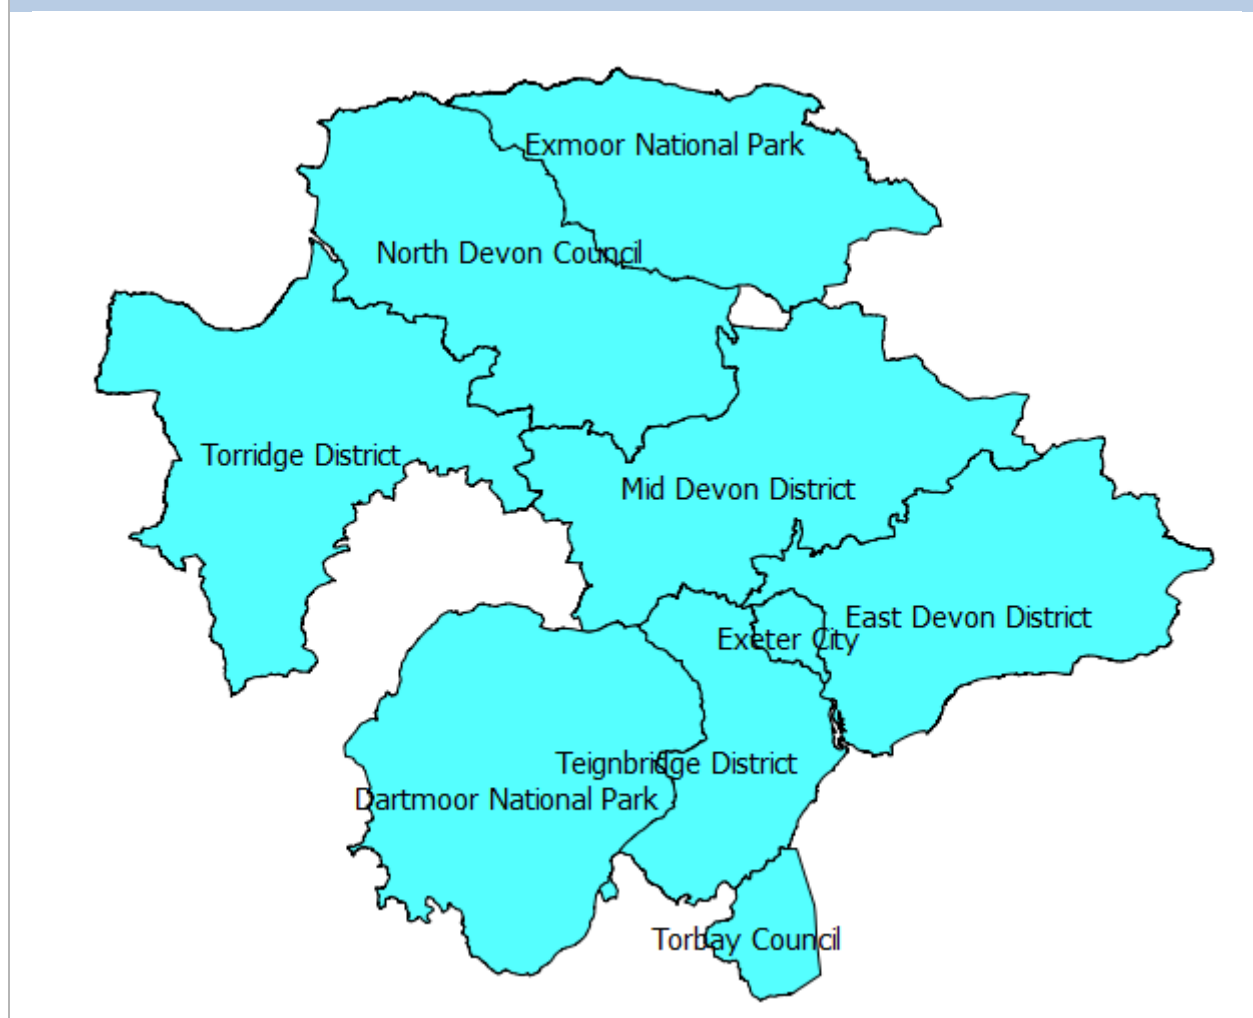 Exmoor National Park
North Devon Council
Torridge District
Mid Devon District
East Devon District
Exeter City
Teignbridge District
Dartmoor National Park
Torbay Council